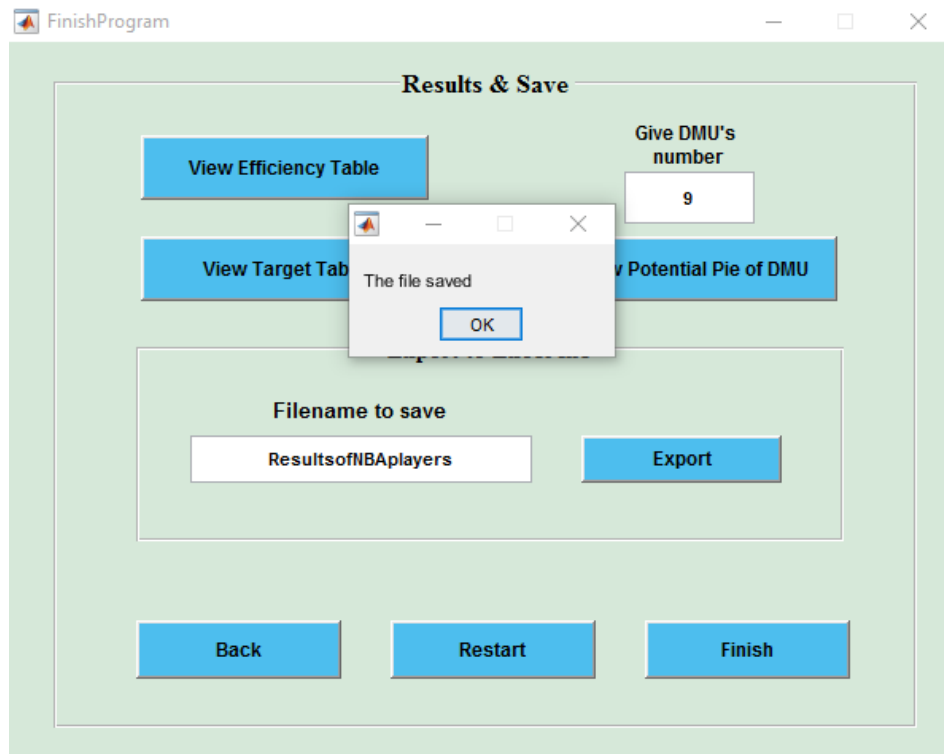 FinishProgram
Results & Save
View Efficiency Table
Give DMU's
number
9
View Target Tab
Potential Pie of DMU
The file saved
OK
Filename to save
ResultsofNBAplayers
Export
Back
Restart
Finish